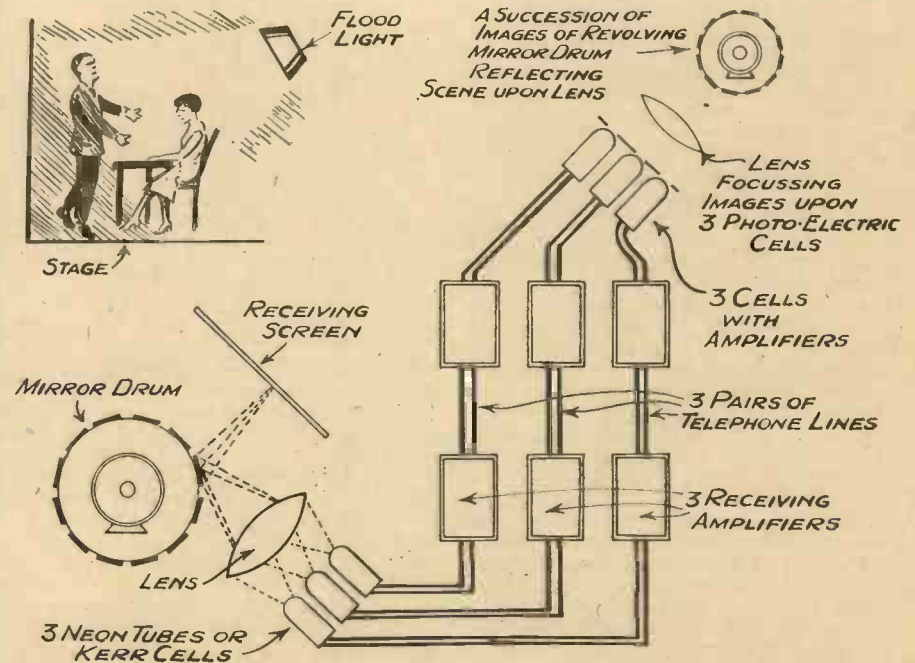 FLOOD
LIGHT
A SUCCESSION OF
IMAGES OF REVOLVING
MIRROR DRUM
REFLECTING
SCENE UPON LENS
LENS
FOCUSSING
IMAGES UPON
3 PHOTO-ELECTRIC
CELLS
STAGE
3 CELLS
WITH
AMPLIFIERS
RECEIVING
SCREEN
MIRROR DRUM
3 PAIRS OF
TELEPHONE LINES
3 RECEIVING
AMPLIFIERS
LENS
3 NEON TUBES OR
KERR CELLS